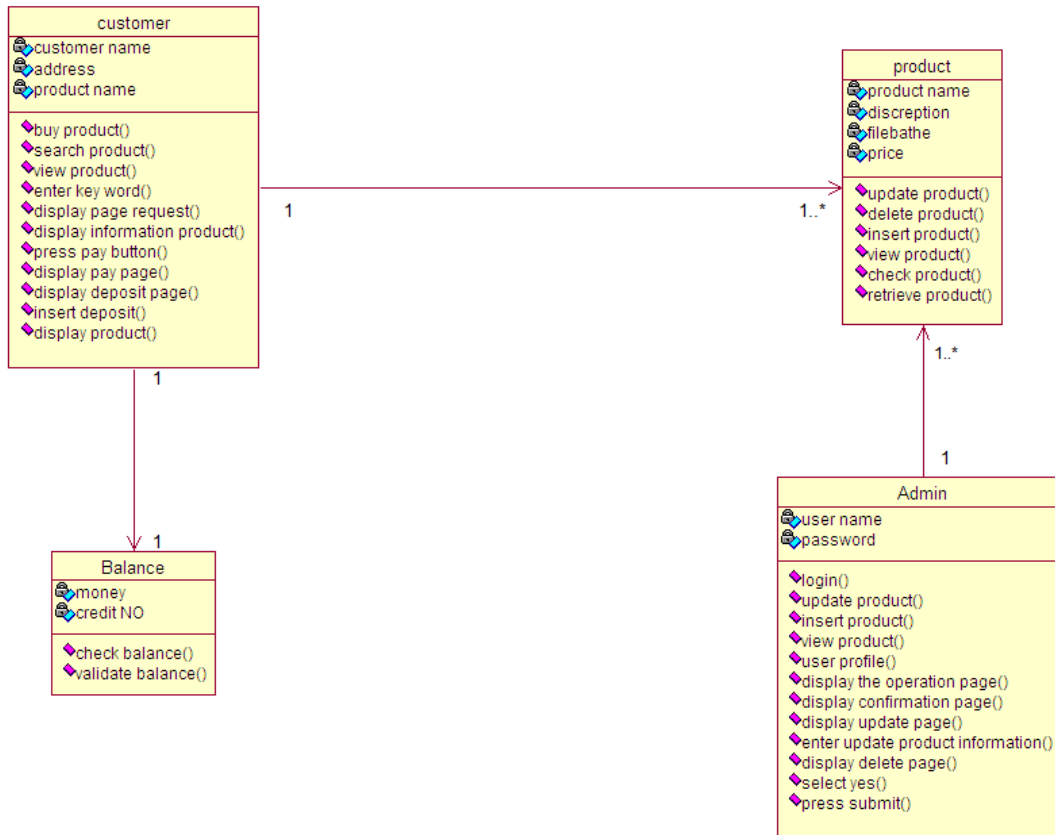 customer
customer name
address
product name
buy product()
search product()
view product()
enter key word()
display page request()
display information product()
press pay button()
display pay page()
display deposit page()
insert deposit()
display product()
1
1..*
product
product name
discreption
filebathe
price
update product()
delete product()
insert product()
view product()
check product()
retrieve product()
1
1
1..*
1
Balance
money
credit NO
check balance()
validate balance()
Admin
user name
password
login()
update product()
insert product()
view product()
user profile()
display the operation page()
display confirmation page()
display update page()
enter update product information()
display delete page()
select yes()
press submit()